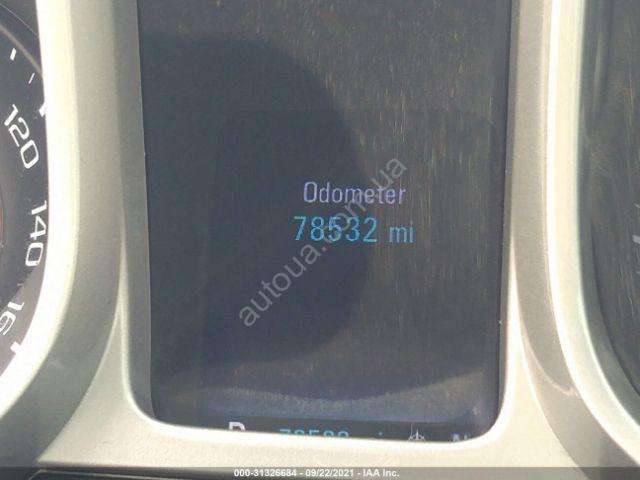 120
140
Odometer
78532 mi
autoua.com.ua
000-31326684 - 09/22/2021 - IAA Inc.